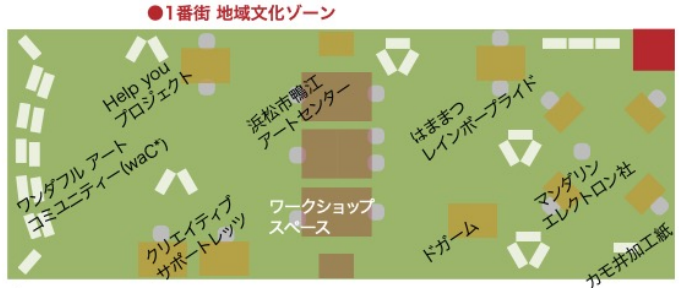 ●1番街 地域文化ゾーン
Help you
プロジェクト
浜松市鴨江
アートセンター
はままつ
レインボープライド
ワンダフル アート
コミュニティー(waC*)
クリエイティブ
サポートレッツ
ワークショップ
スペース
ドガーム
マンダリン
エレクトロン社
カモ井加工紙